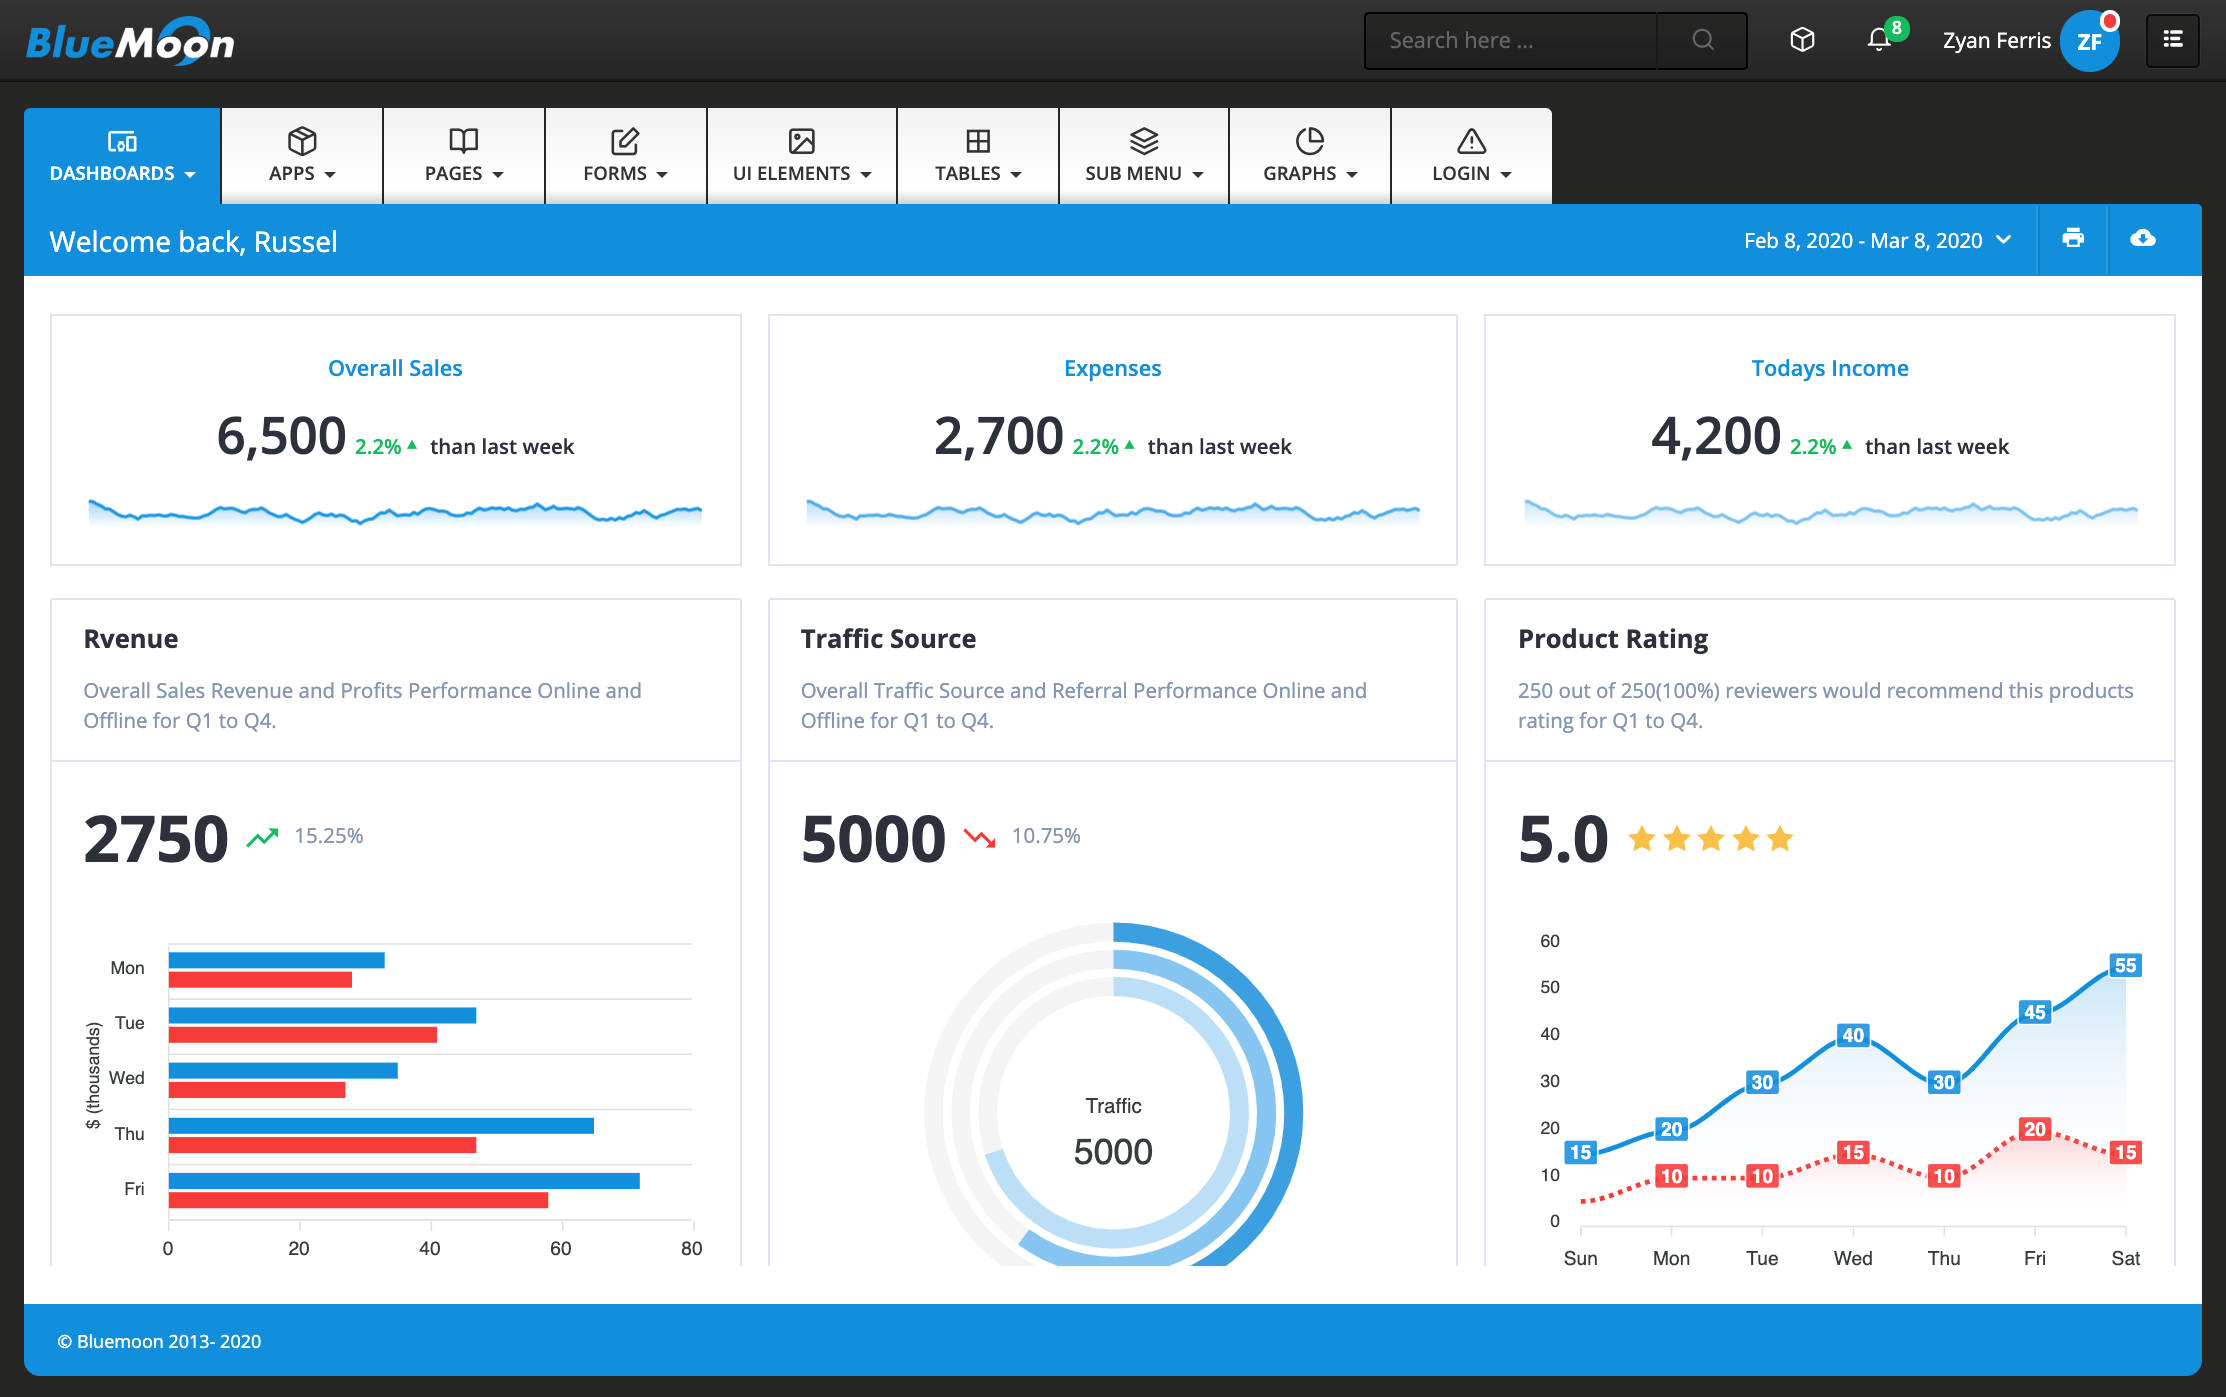 BlueMoon
Search here ...
8
Zyan Ferris
ZF
DASHBOARDS
APPS
PAGES
FORMS
UI ELEMENTS
TABLES
SUB MENU
GRAPHS
LOGIN
Welcome back, Russel
Feb 8, 2020 - Mar 8, 2020
Overall Sales
6,500 2.2% than last week
Expenses
2,700 2.2% than last week
Todays Income
4,200 2.2% than last week
Rvenue
Overall Sales Revenue and Profits Performance Online and
Offline for Q1 to Q4.
2750 15.25%
$ (thousands)
Mon
Tue
Wed
Thu
Fri
0 20 40 60 80
Traffic Source
Overall Traffic Source and Referral Performance Online and
Offline for Q1 to Q4.
5000 10.75%
Traffic
5000
Product Rating
250 out of 250(100%) reviewers would recommend this products
rating for Q1 to Q4.
5.0
60
50
40
30
20
10
0
15 20 30 40 30 45 55
10 10 15 10 20 15
Sun Mon Tue Wed Thu Fri Sat
© Bluemoon 2013- 2020